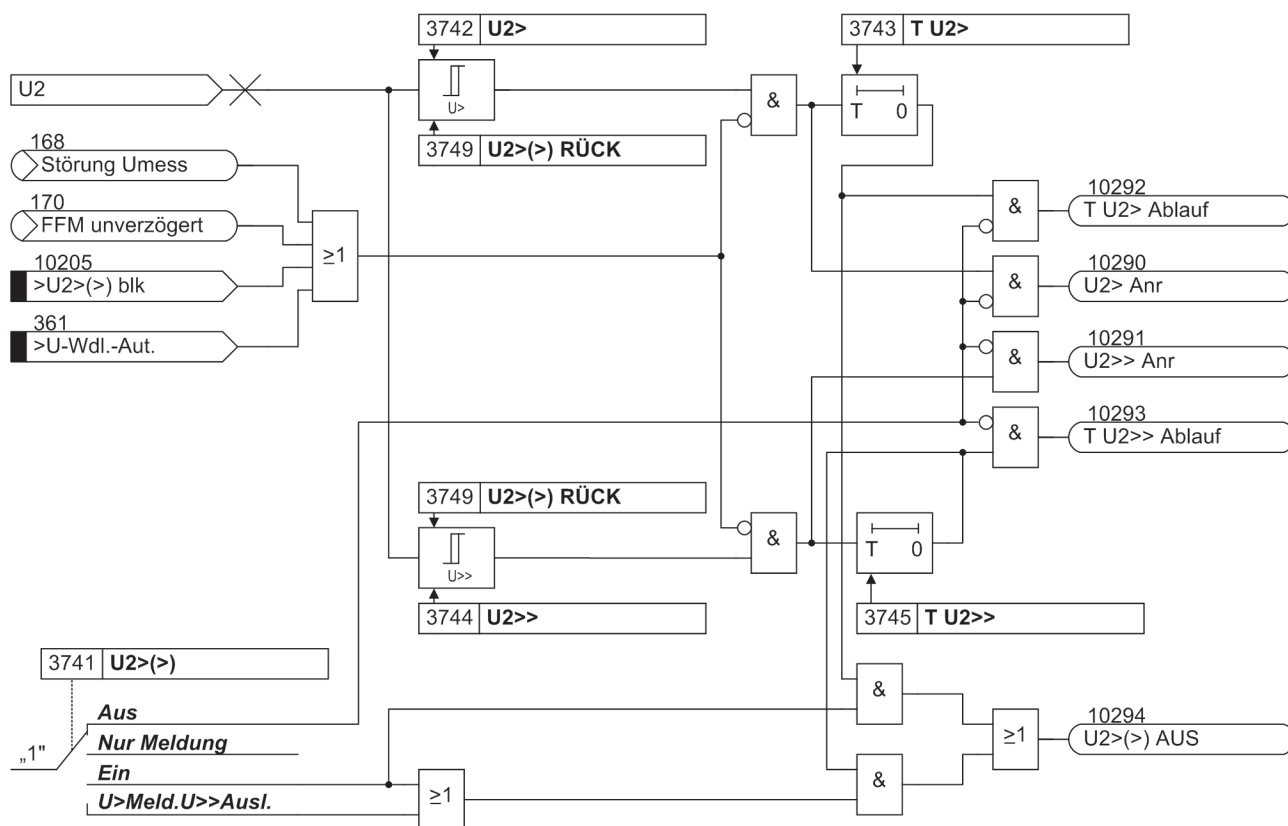 3742 U2>
3743 T U2>
U2
U>
&
T 0
168
Störung Umess
3749 U2>(>) RÜCK
170
FFM unverzögert
≥1
10205
>U2>(>) blk
361
>U-Wdl.-Aut.
&
10292
T U2> Ablauf
&
10290
U2> Anr
&
10291
U2>> Anr
&
10293
T U2>> Ablauf
3749 U2>(>) RÜCK
U>>
&
T 0
3744 U2>>
3745 T U2>>
3741 U2>(>)
„1"
Aus
Nur Meldung
Ein
U>Meld.U>>Ausl.
≥1
&
&
≥1
10294
U2>(>) AUS